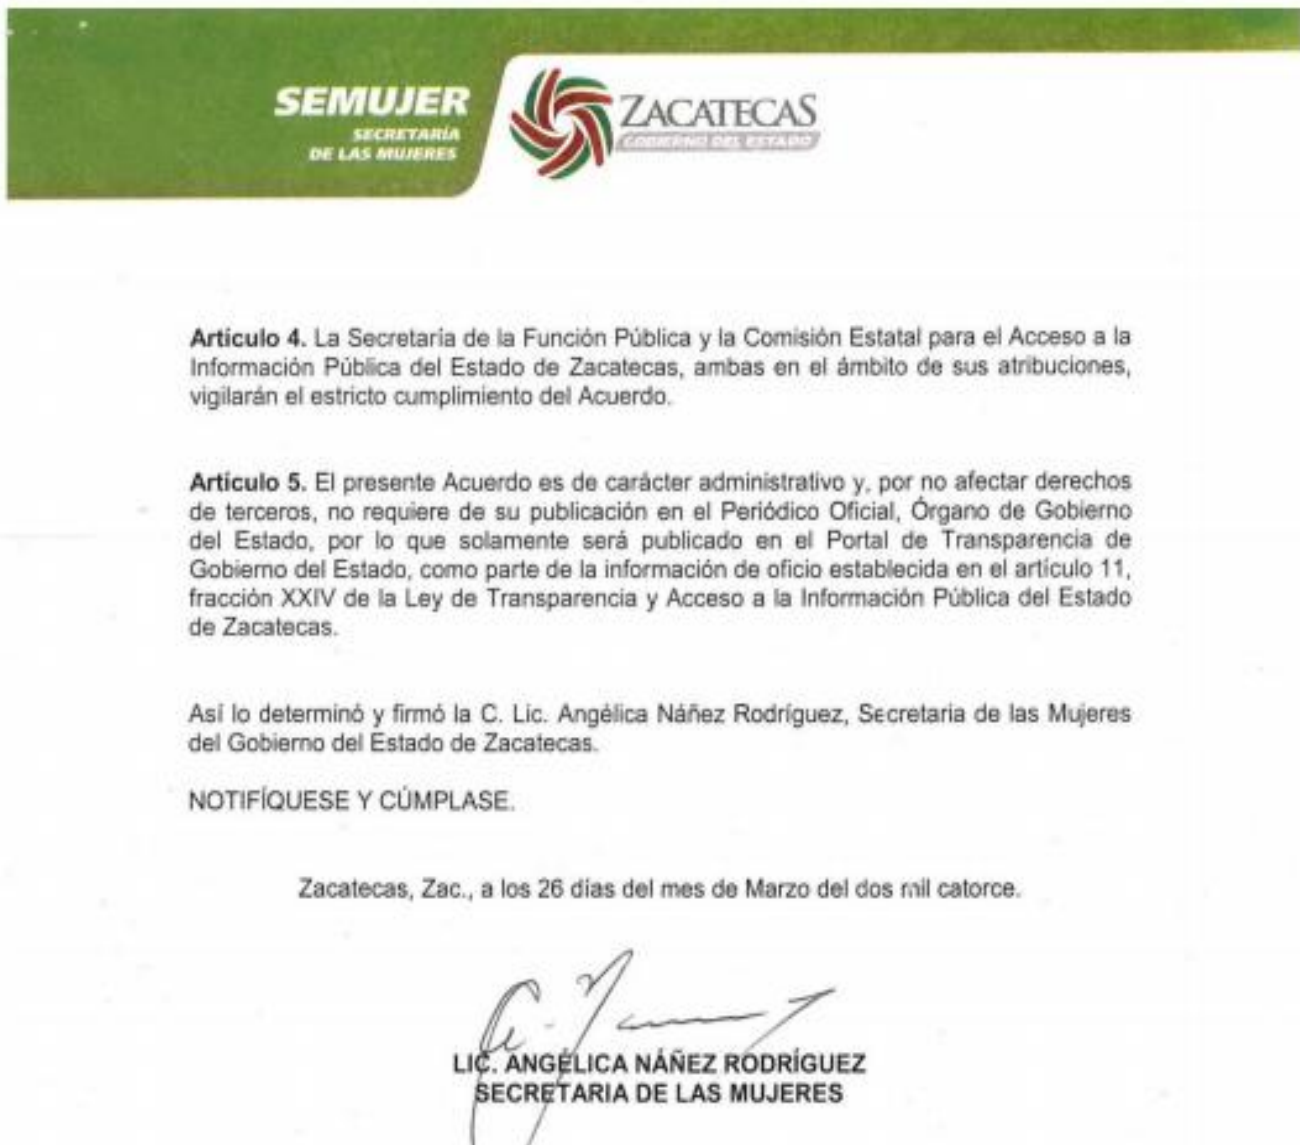 SEMUJER
SECRETARÍA
DE LAS MUJERES
ZACATECAS
GOBIERNO DEL ESTADO
Artículo 4. La Secretaría de la Función Pública y la Comisión Estatal para el Acceso a la
Información Pública del Estado de Zacatecas, ambas en el ámbito de sus atribuciones,
vigilarán el estricto cumplimiento del Acuerdo.
Artículo 5. El presente Acuerdo es de carácter administrativo y, por no afectar derechos
de terceros, no requiere de su publicación en el Periódico Oficial, Órgano de Gobierno
del Estado, por lo que solamente será publicado en el Portal de Transparencia de
Gobierno del Estado, como parte de la información de oficio establecida en el artículo 11,
fracción XXIV de la Ley de Transparencia y Acceso a la Información Pública del Estado
de Zacatecas.
Así lo determinó y firmó la C. Lic. Angélica Náñez Rodríguez, Secretaria de las Mujeres
del Gobierno del Estado de Zacatecas.
NOTIFÍQUESE Y CÚMPLASE.
Zacatecas, Zac., a los 26 días del mes de Marzo del dos mil catorce.
LIC. ANGÉLICA NÁÑEZ RODRÍGUEZ
SECRETARIA DE LAS MUJERES